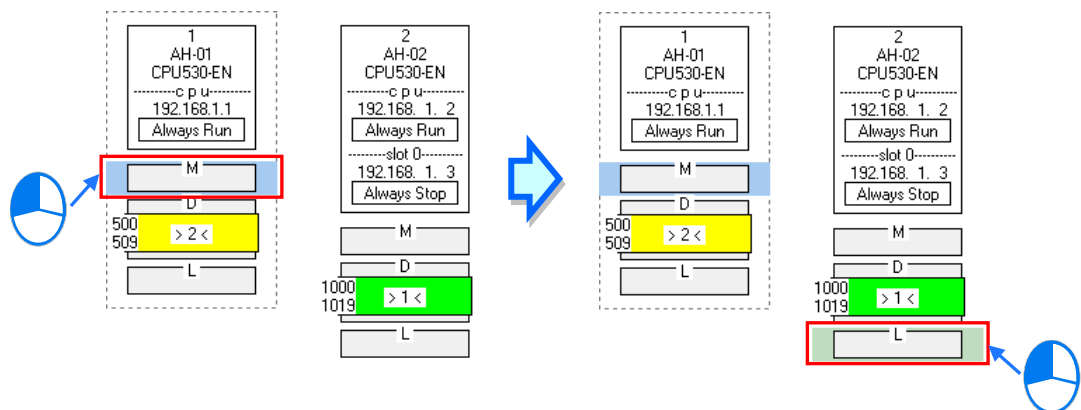 1
AH-01
CPU530-EN
--------c p u--------
192.168.1.1
Always Run
M
D
500
509
> 2 <
L
2
AH-02
CPU530-EN
--------c p u--------
192.168. 1. 2
Always Run
--------slot 0--------
192.168. 1. 3
Always Stop
M
D
1000
1019
> 1 <
L
1
AH-01
CPU530-EN
--------c p u--------
192.168.1.1
Always Run
M
D
500
509
> 2 <
L
2
AH-02
CPU530-EN
--------c p u--------
192.168. 1. 2
Always Run
--------slot 0--------
192.168. 1. 3
Always Stop
M
D
1000
1019
> 1 <
L